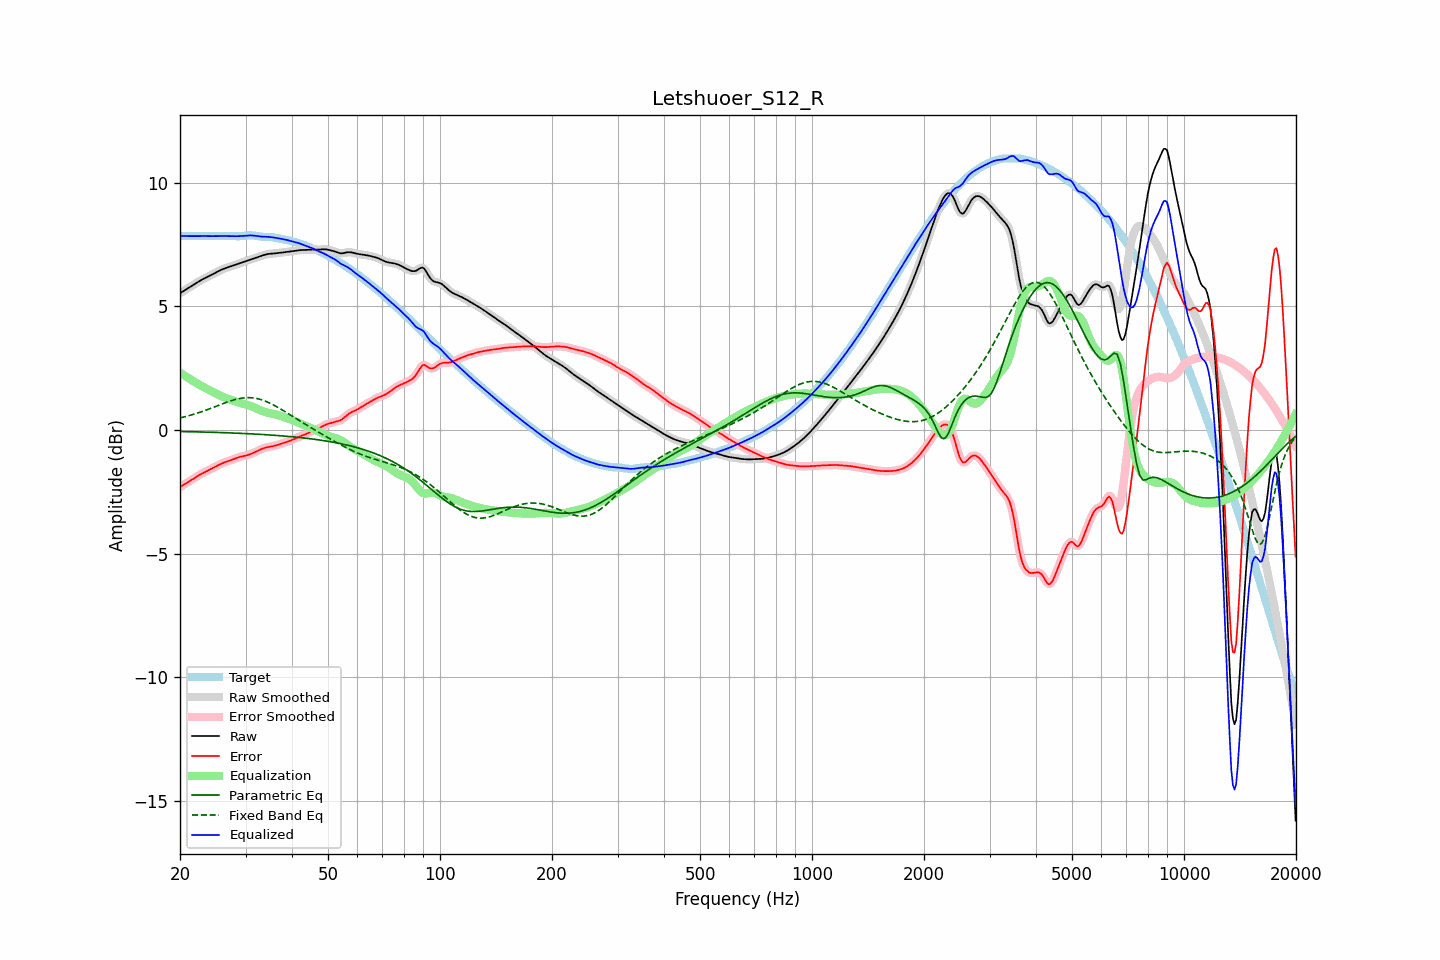 Letshuoer_S12_R
Amplitude (dBr)
10
5
0
−5
−10
−15
Target
Raw Smoothed
Error Smoothed
Raw
Error
Equalization
Parametric Eq
Fixed Band Eq
Equalized
20 50 100 200 500 1000 2000 5000 10000 20000
Frequency (Hz)